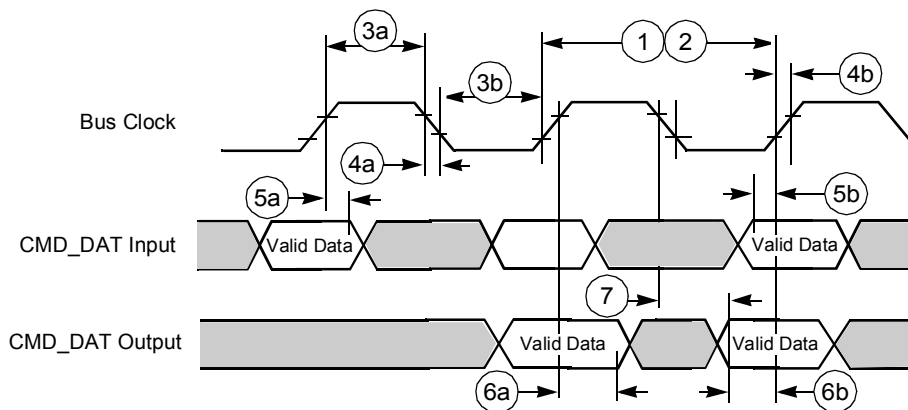 3a
1 2
3b
4b
Bus Clock
4a
5a
5b
CMD_DAT Input
Valid Data
Valid Data
7
CMD_DAT Output
Valid Data
Valid Data
6a
6b